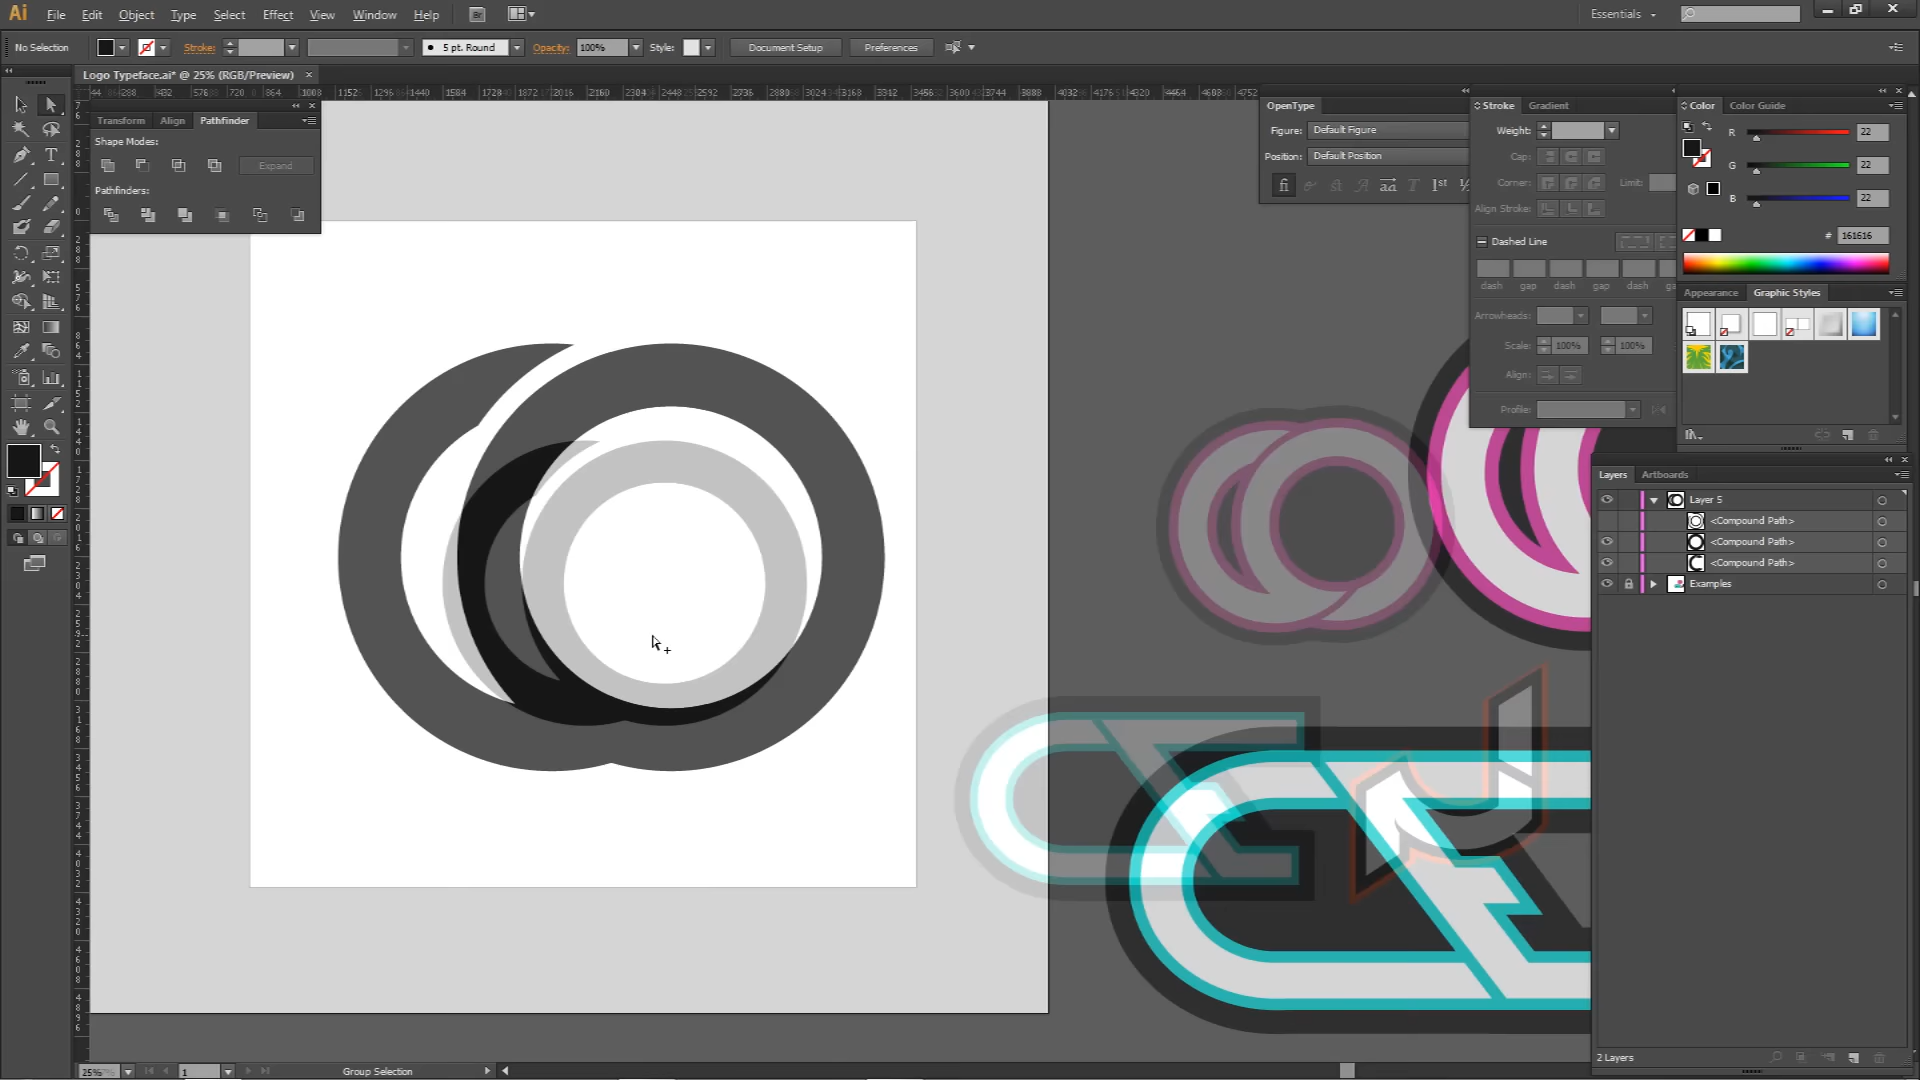 Ai File Edit Object Type Select Effect View Window Help Br Essentials
No Selection Stroke: 5 pt. Round Opacity: 100% Style: Document Setup Preferences
Logo Typeface.ai* @ 25% (RGB/Preview)
Transform Align Pathfinder
Shape Modes:
Expand
Pathfinders:
OpenType
Figure: Default Figure
Position: Default Position
Stroke Gradient
Weight:
Cap:
Corner: Limit:
Align Stroke:
Dashed Line
dash gap dash gap dash
Arrowheads:
Scale: 100% 100%
Align:
Profile:
Color Color Guide
R 22
G 22
B 22
# 161616
Appearance Graphic Styles
Layers Artboards
Layer 5
<Compound Path>
<Compound Path>
<Compound Path>
Examples
2 Layers
25% 1 Group Selection